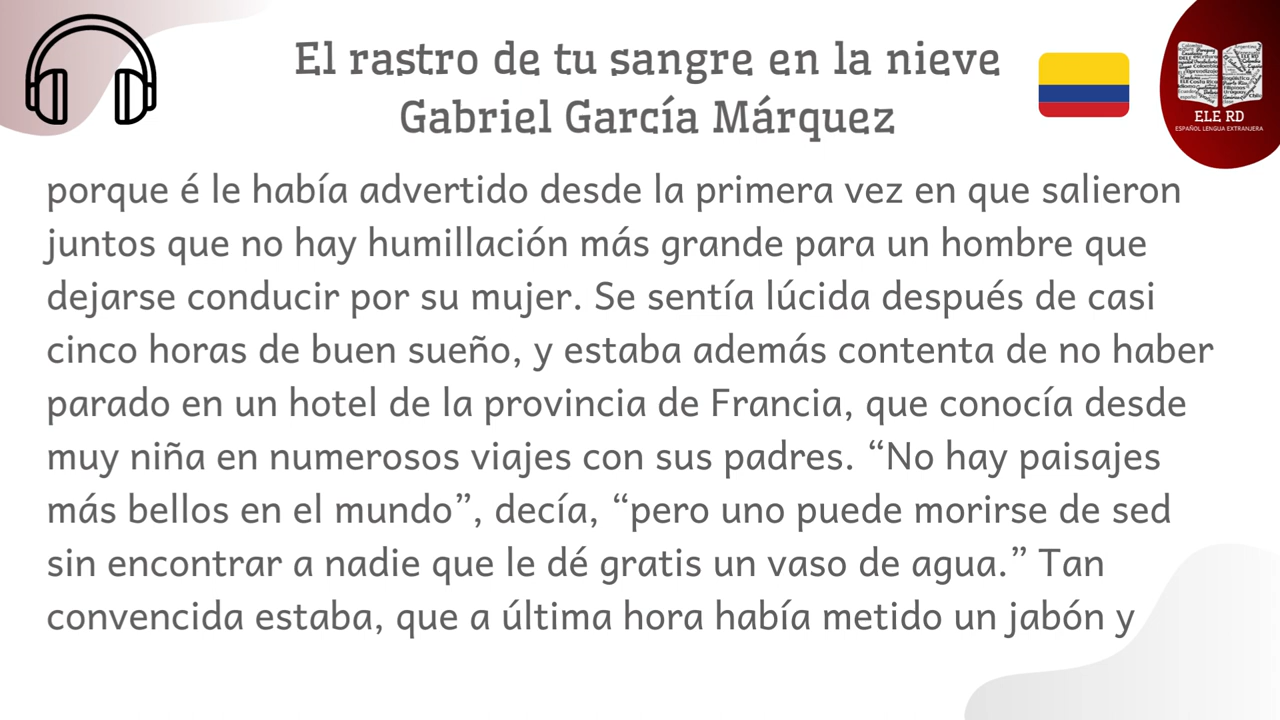 El rastro de tu sangre en la nieve
Gabriel García Márquez
ELE RD
ESPAÑOL LENGUA EXTRANJERA
porque é le había advertido desde la primera vez en que salieron
juntos que no hay humillación más grande para un hombre que
dejarse conducir por su mujer. Se sentía lúcida después de casi
cinco horas de buen sueño, y estaba además contenta de no haber
parado en un hotel de la provincia de Francia, que conocía desde
muy niña en numerosos viajes con sus padres. “No hay paisajes
más bellos en el mundo”, decía, “pero uno puede morirse de sed
sin encontrar a nadie que le dé gratis un vaso de agua.” Tan
convencida estaba, que a última hora había metido un jabón y